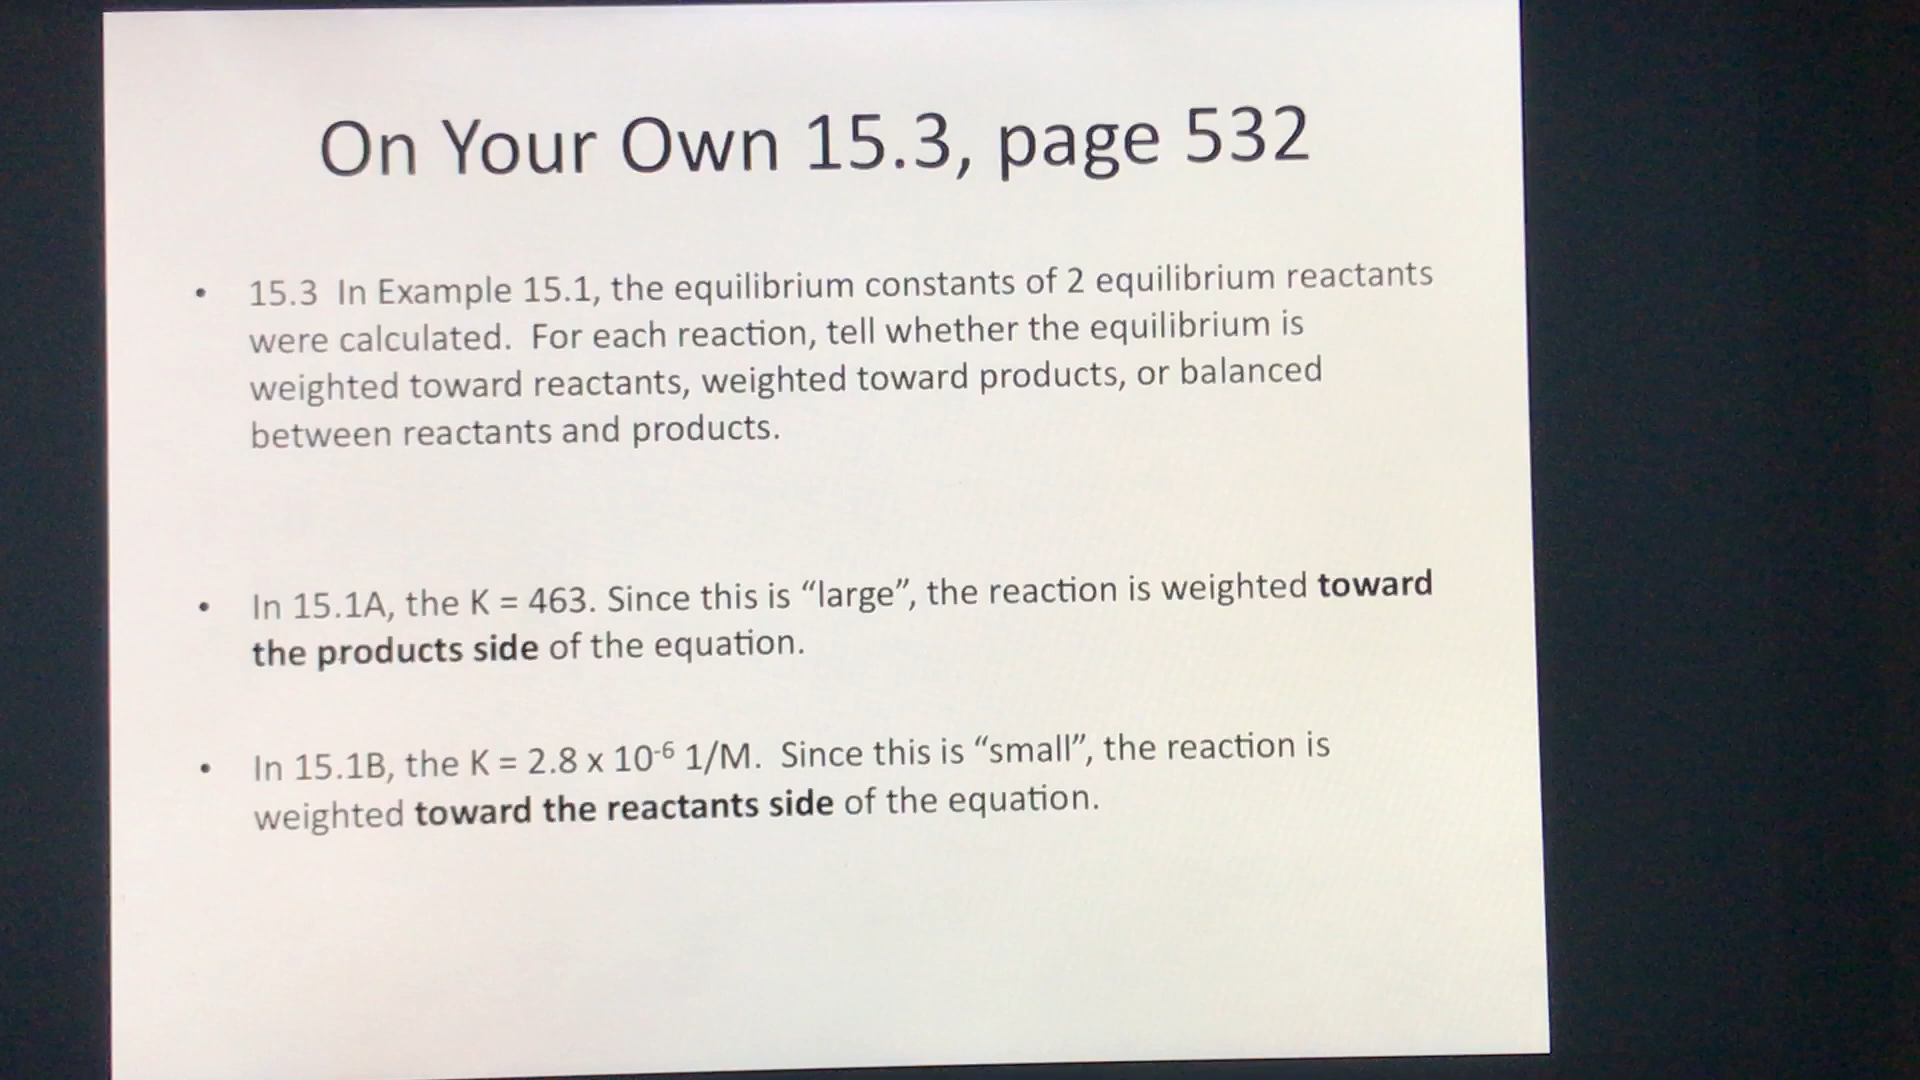 On Your Own 15.3, page 532
• 15.3 In Example 15.1, the equilibrium constants of 2 equilibrium reactants
were calculated. For each reaction, tell whether the equilibrium is
weighted toward reactants, weighted toward products, or balanced
between reactants and products.
• In 15.1A, the K = 463. Since this is “large”, the reaction is weighted toward
the products side of the equation.
• In 15.1B, the K = 2.8 x 10⁻⁶ 1/M. Since this is “small”, the reaction is
weighted toward the reactants side of the equation.